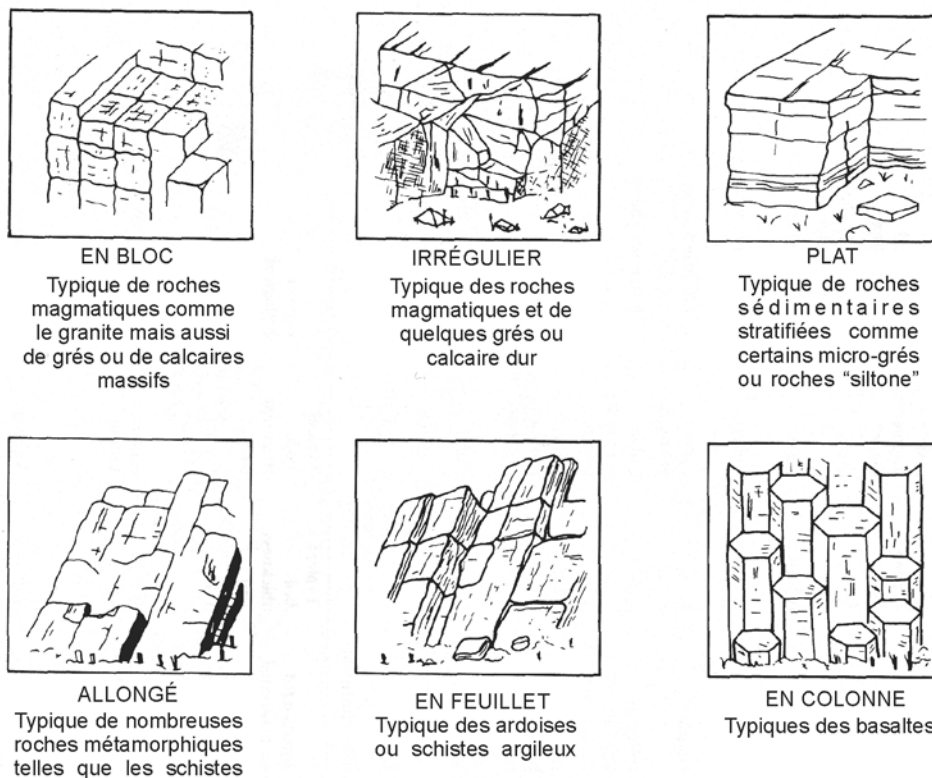 EN BLOC
Typique de roches
magmatiques comme
le granite mais aussi
de grés ou de calcaires
massifs
IRRÉGULIER
Typique des roches
magmatiques et de
quelques grés ou
calcaire dur
PLAT
Typique de roches
sédimentaires
stratifiées comme
certains micro-grés
ou roches “siltone”
ALLONGÉ
Typique de nombreuses
roches métamorphiques
telles que les schistes
EN FEUILLET
Typique des ardoises
ou schistes argileux
EN COLONNE
Typiques des basaltes